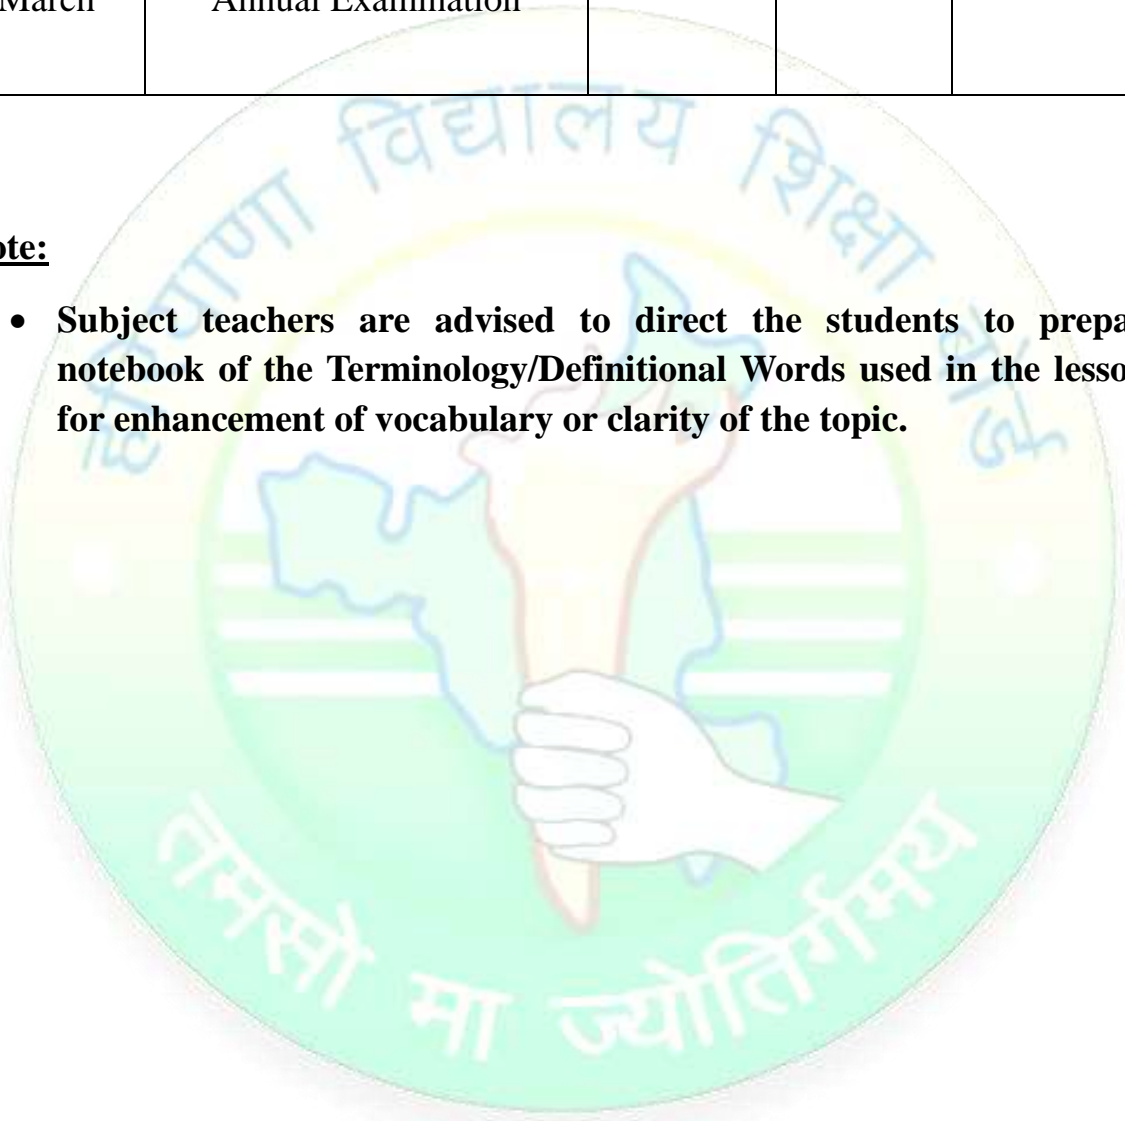 March Annual Examination
हरियाणा विद्यालय शिक्षा बोर्ड
ote:
• Subject teachers are advised to direct the students to prepa
notebook of the Terminology/Definitional Words used in the lesso
for enhancement of vocabulary or clarity of the topic.
तमसो मा ज्योतिर्गमय